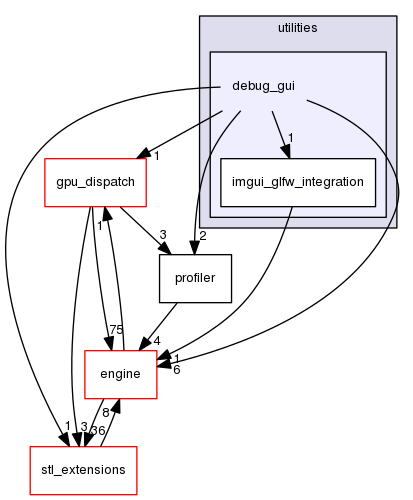 utilities
debug_gui
1
1
gpu_dispatch
imgui_glfw_integration
3
1
2
profiler
75
4
1
6
engine
8
1
3
36
stl_extensions